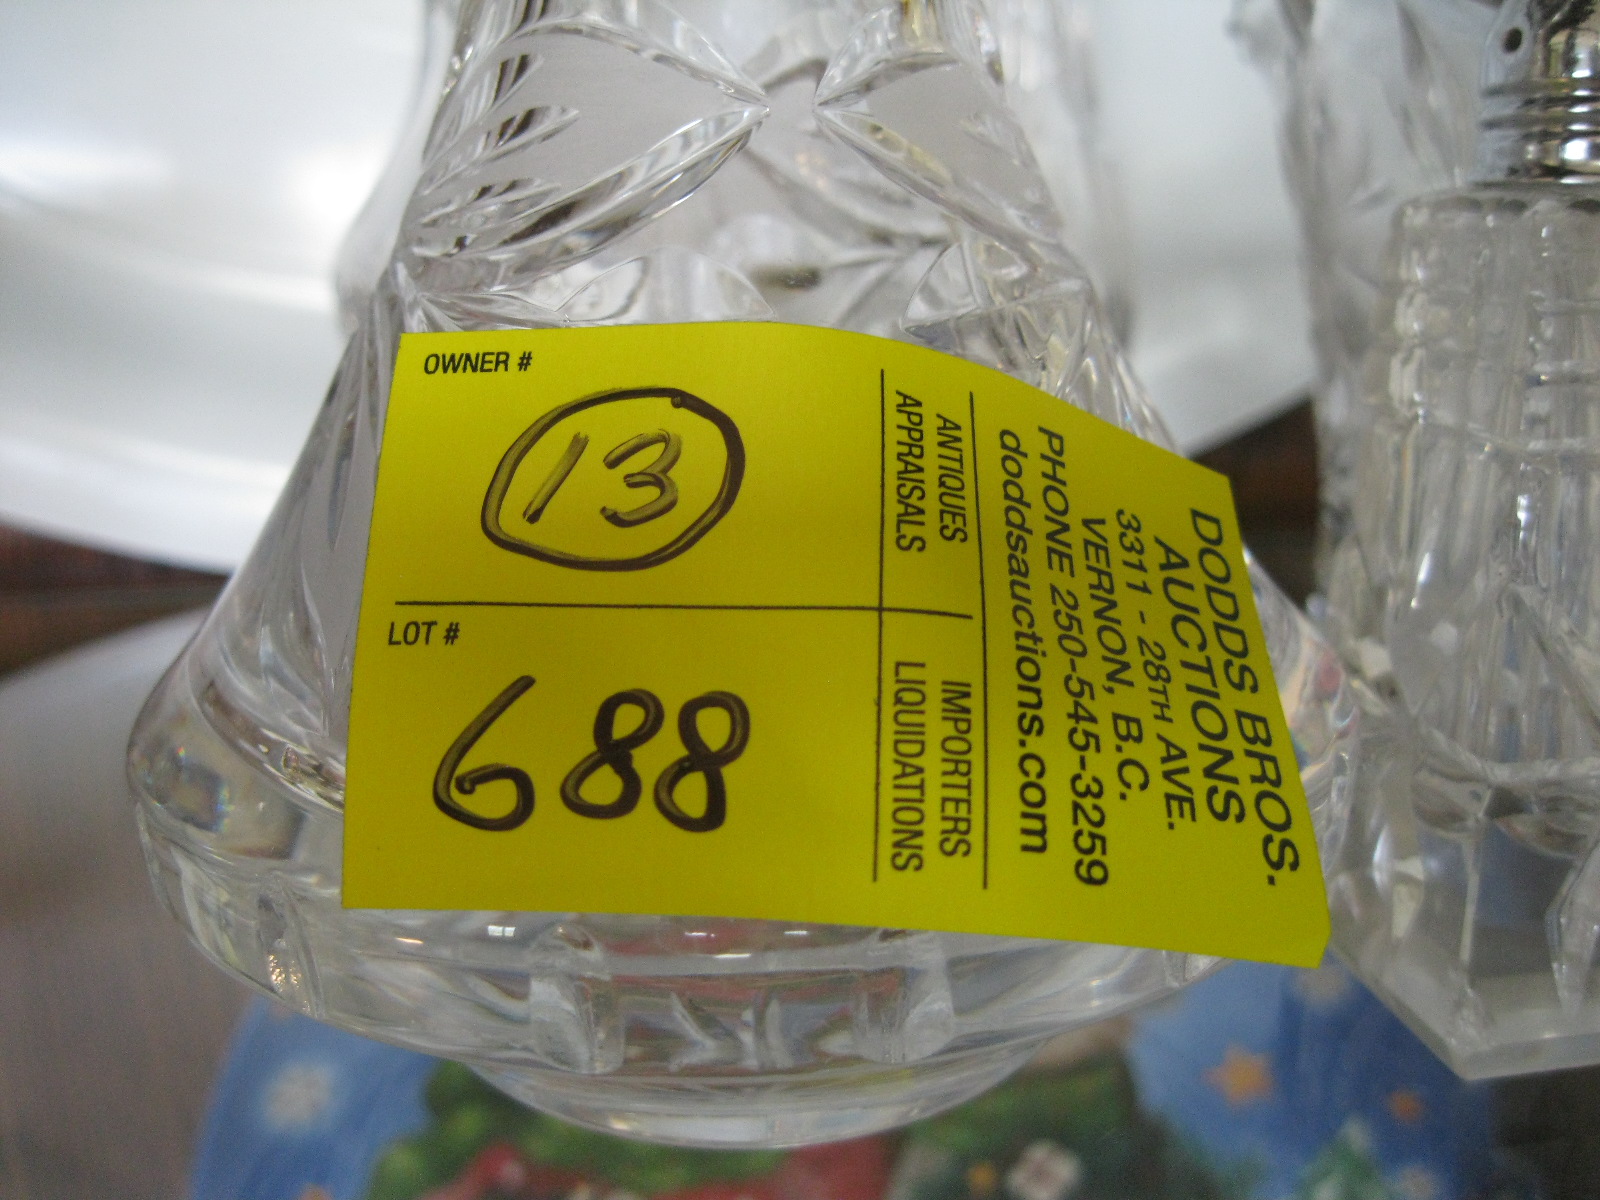 OWNER #
13
LOT #
688
DODDS BROS.
AUCTIONS
3311 - 28TH AVE.
VERNON, B.C.
PHONE 250-545-3259
doddsauctions.com
ANTIQUES
APPRAISALS
IMPORTERS
LIQUIDATIONS